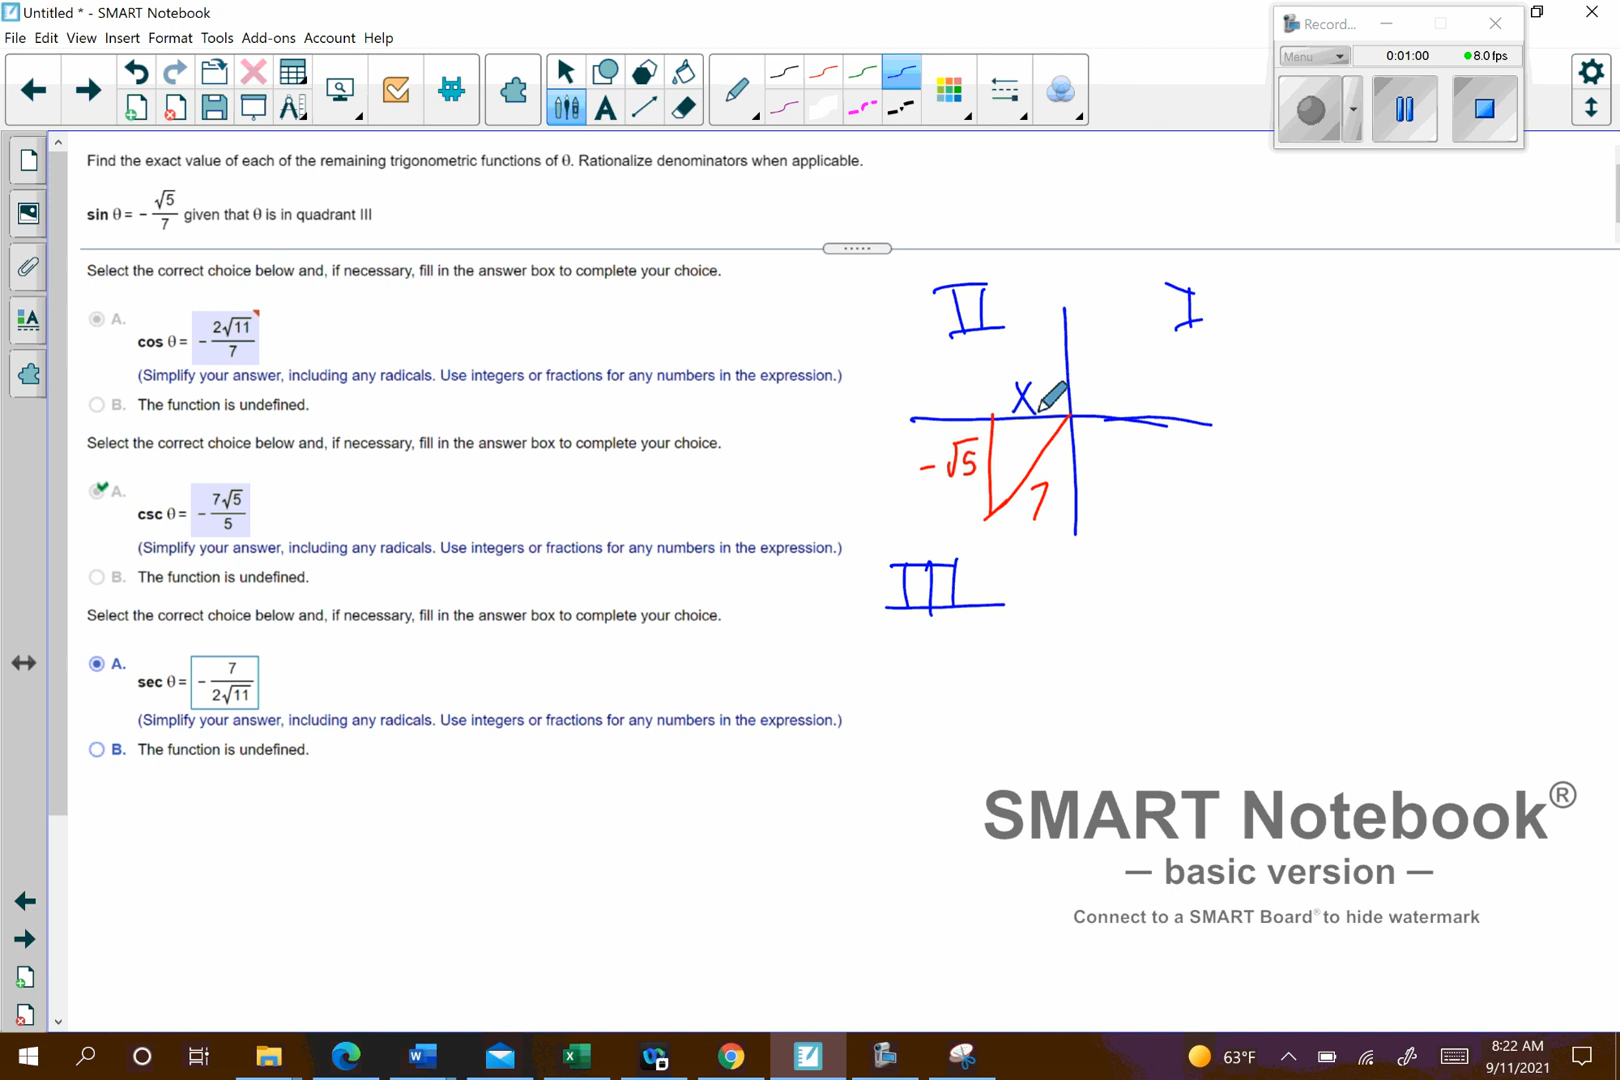 Untitled * - SMART Notebook
File Edit View Insert Format Tools Add-ons Account Help
Record...
Menu 0:01:00 8.0 fps
Find the exact value of each of the remaining trigonometric functions of θ. Rationalize denominators when applicable.
sin θ = - √5/7 given that θ is in quadrant III
Select the correct choice below and, if necessary, fill in the answer box to complete your choice.
A. cos θ = - 2√11/7
(Simplify your answer, including any radicals. Use integers or fractions for any numbers in the expression.)
B. The function is undefined.
Select the correct choice below and, if necessary, fill in the answer box to complete your choice.
A. csc θ = - 7√5/5
(Simplify your answer, including any radicals. Use integers or fractions for any numbers in the expression.)
B. The function is undefined.
Select the correct choice below and, if necessary, fill in the answer box to complete your choice.
A. sec θ = - 7/2√11
(Simplify your answer, including any radicals. Use integers or fractions for any numbers in the expression.)
B. The function is undefined.
II I
X
-√5
7
III
SMART Notebook®
— basic version —
Connect to a SMART Board® to hide watermark
63°F
8:22 AM
9/11/2021